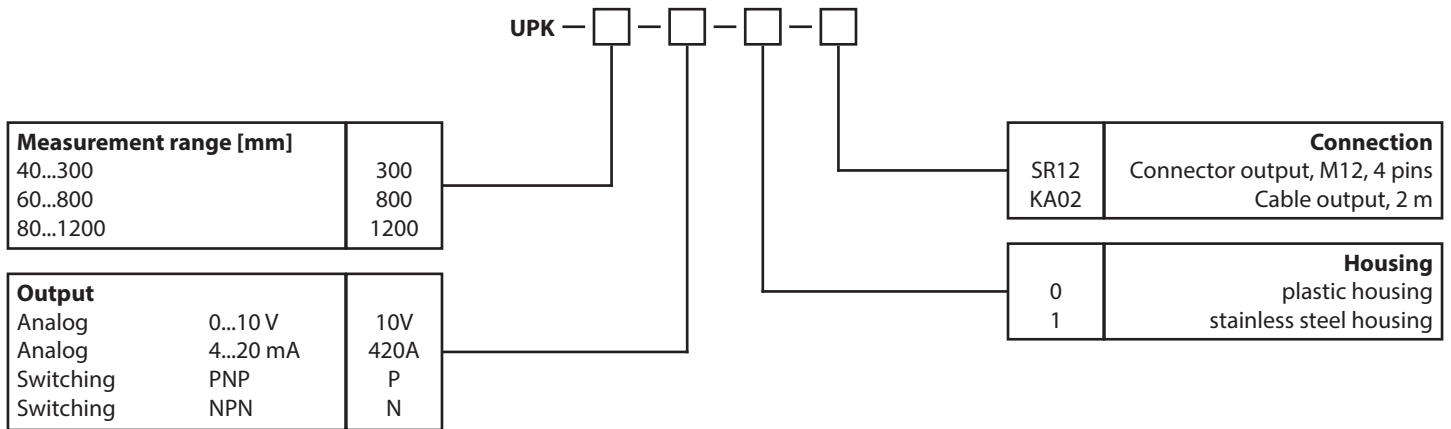 UPK — □ — □ — □ — □
Measurement range [mm]
40...300 300
60...800 800
80...1200 1200
Output
Analog 0...10 V 10V
Analog 4...20 mA 420A
Switching PNP P
Switching NPN N
Connection
SR12 Connector output, M12, 4 pins
KA02 Cable output, 2 m
Housing
0 plastic housing
1 stainless steel housing